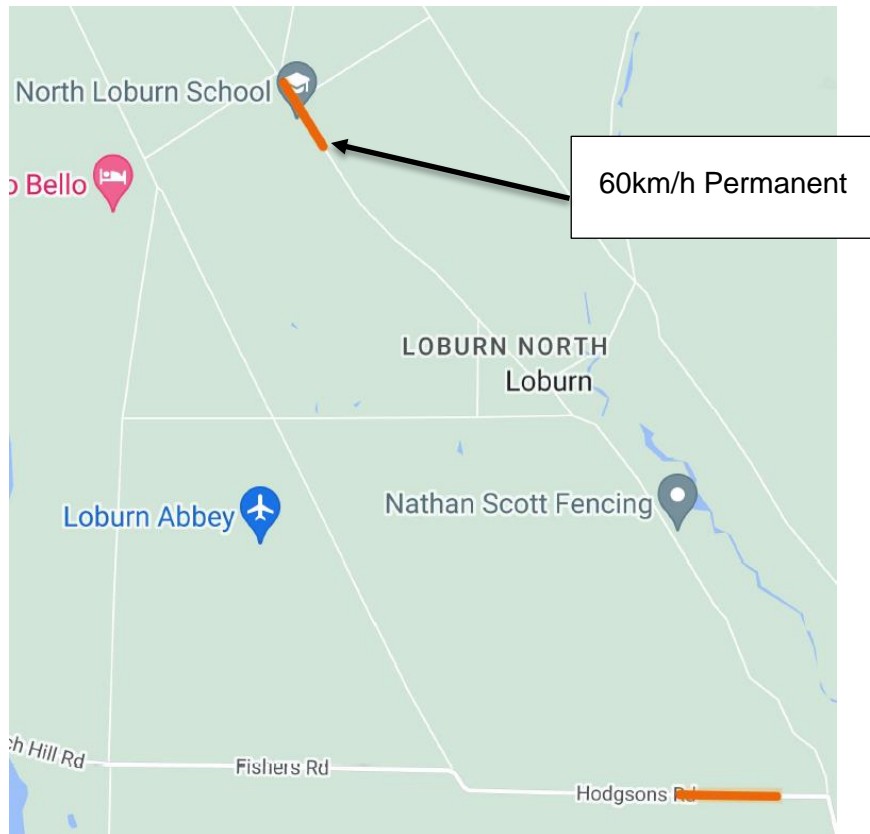 North Loburn School
60km/h Permanent
o Bello
LOBURN NORTH
Loburn
Nathan Scott Fencing
Loburn Abbey
ch Hill Rd
Fishers Rd
Hodgsons Rd